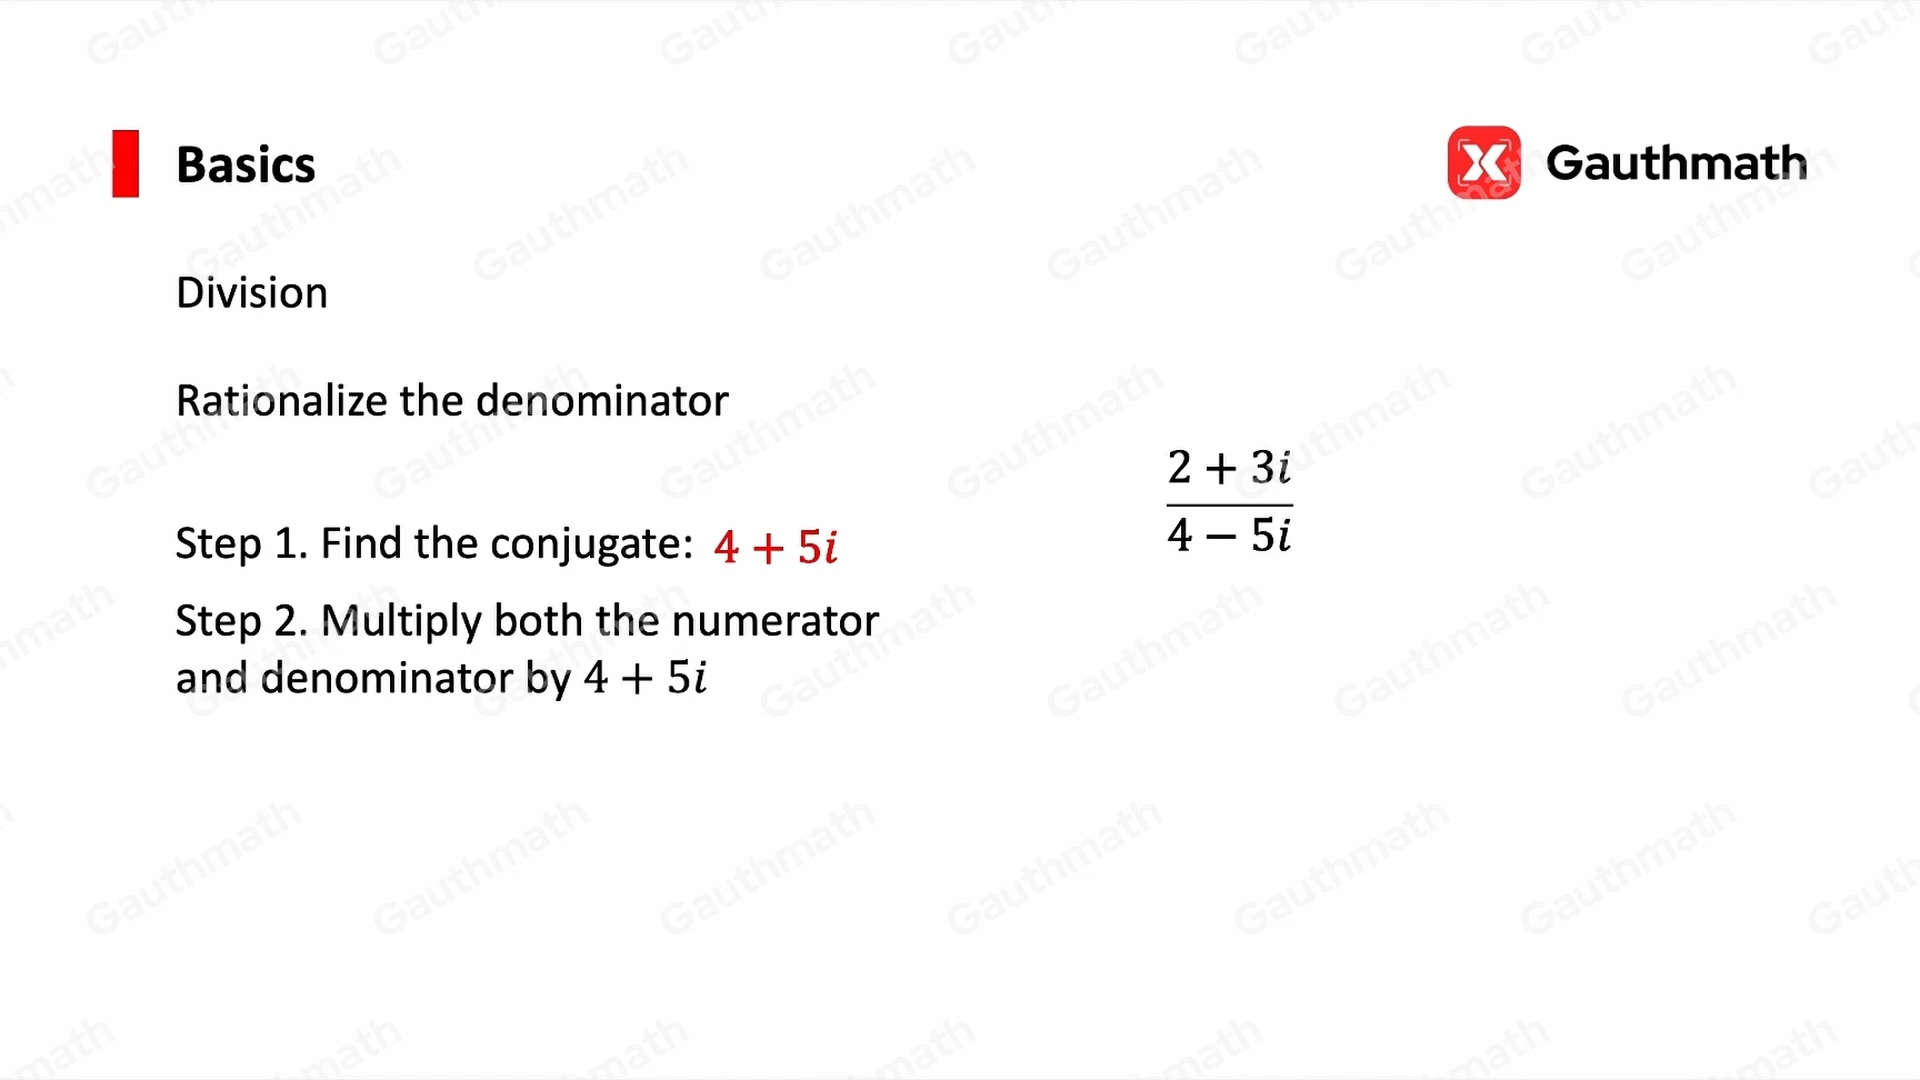 Basics
Gauthmath
Division
Rationalize the denominator
2 + 3i
4 − 5i
Step 1. Find the conjugate: 4 + 5i
Step 2. Multiply both the numerator
and denominator by 4 + 5i